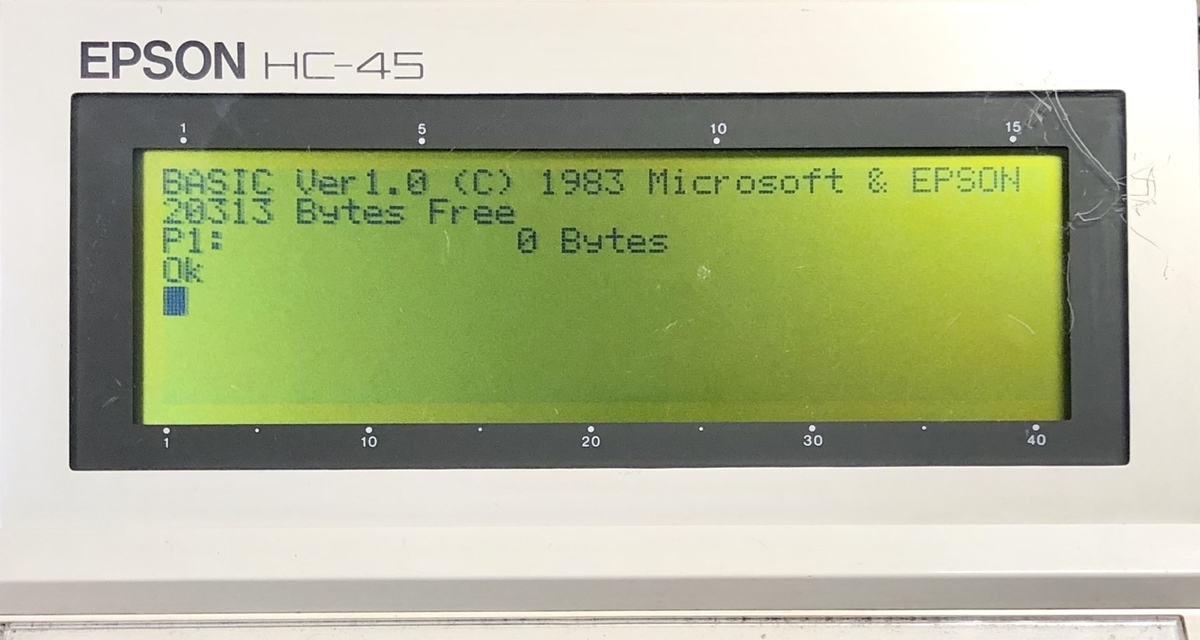 EPSON HC-45
1 5 10 15
BASIC Ver1.0 (C) 1983 Microsoft & EPSON
20313 Bytes Free
P1: 0 Bytes
Ok
1 10 20 30 40